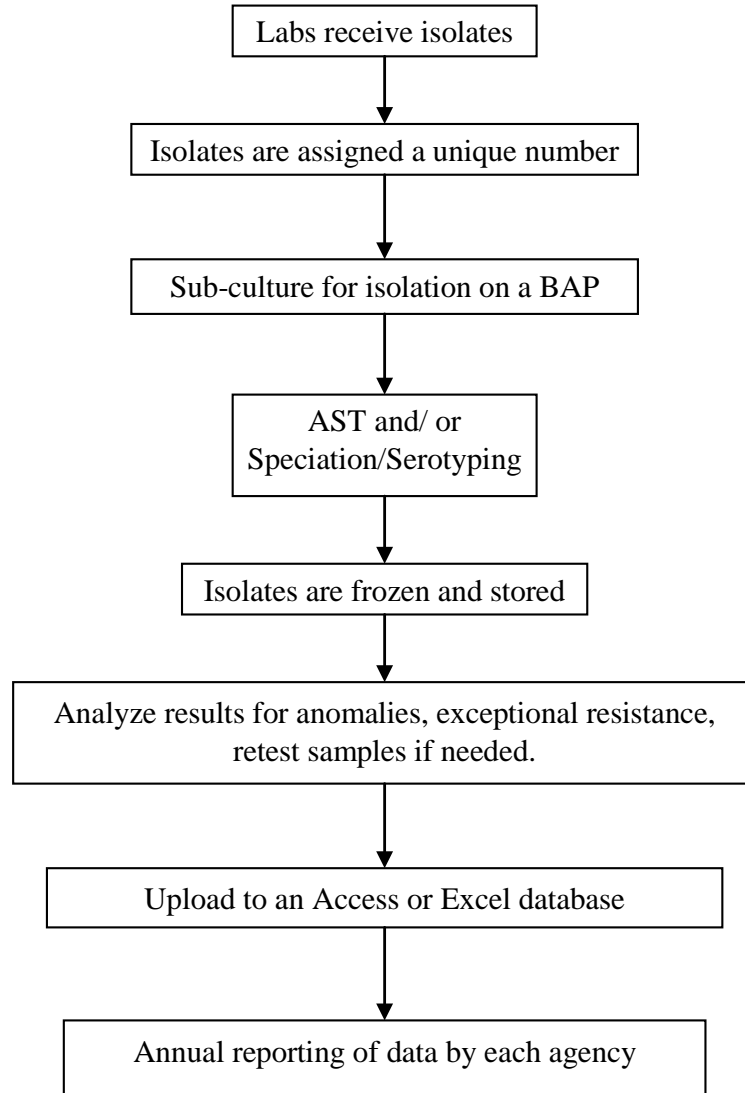 Labs receive isolates
Isolates are assigned a unique number
Sub-culture for isolation on a BAP
AST and/ or
Speciation/Serotyping
Isolates are frozen and stored
Analyze results for anomalies, exceptional resistance,
retest samples if needed.
Upload to an Access or Excel database
Annual reporting of data by each agency